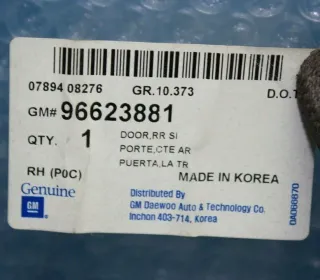 07894 08276 GR.10.373 D.O.T
GM# 96623881
QTY. 1 DOOR,RR SI
PORTE,CTE AR
PUERTA,LA TR
RH (P0C) MADE IN KOREA
Genuine
GM
Distributed By
GM Daewoo Auto & Technology Co.
Inchon 403-714, Korea
DA068670